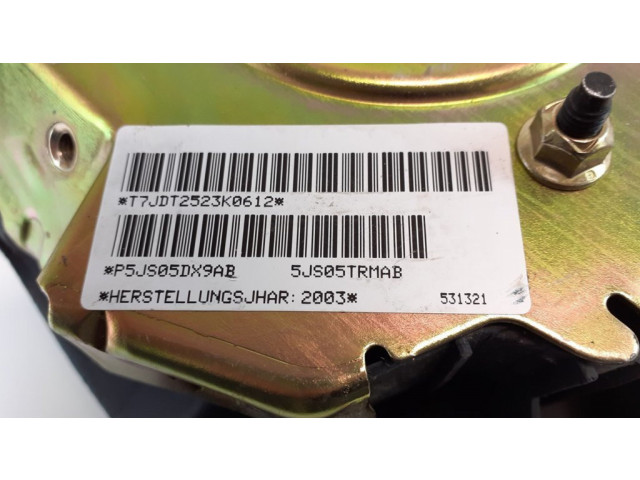 *T7JDT2523K0612*
*P5JS05DX9AB 5JS05TRMAB
*HERSTELLUNGSJHAR: 2003* 531321